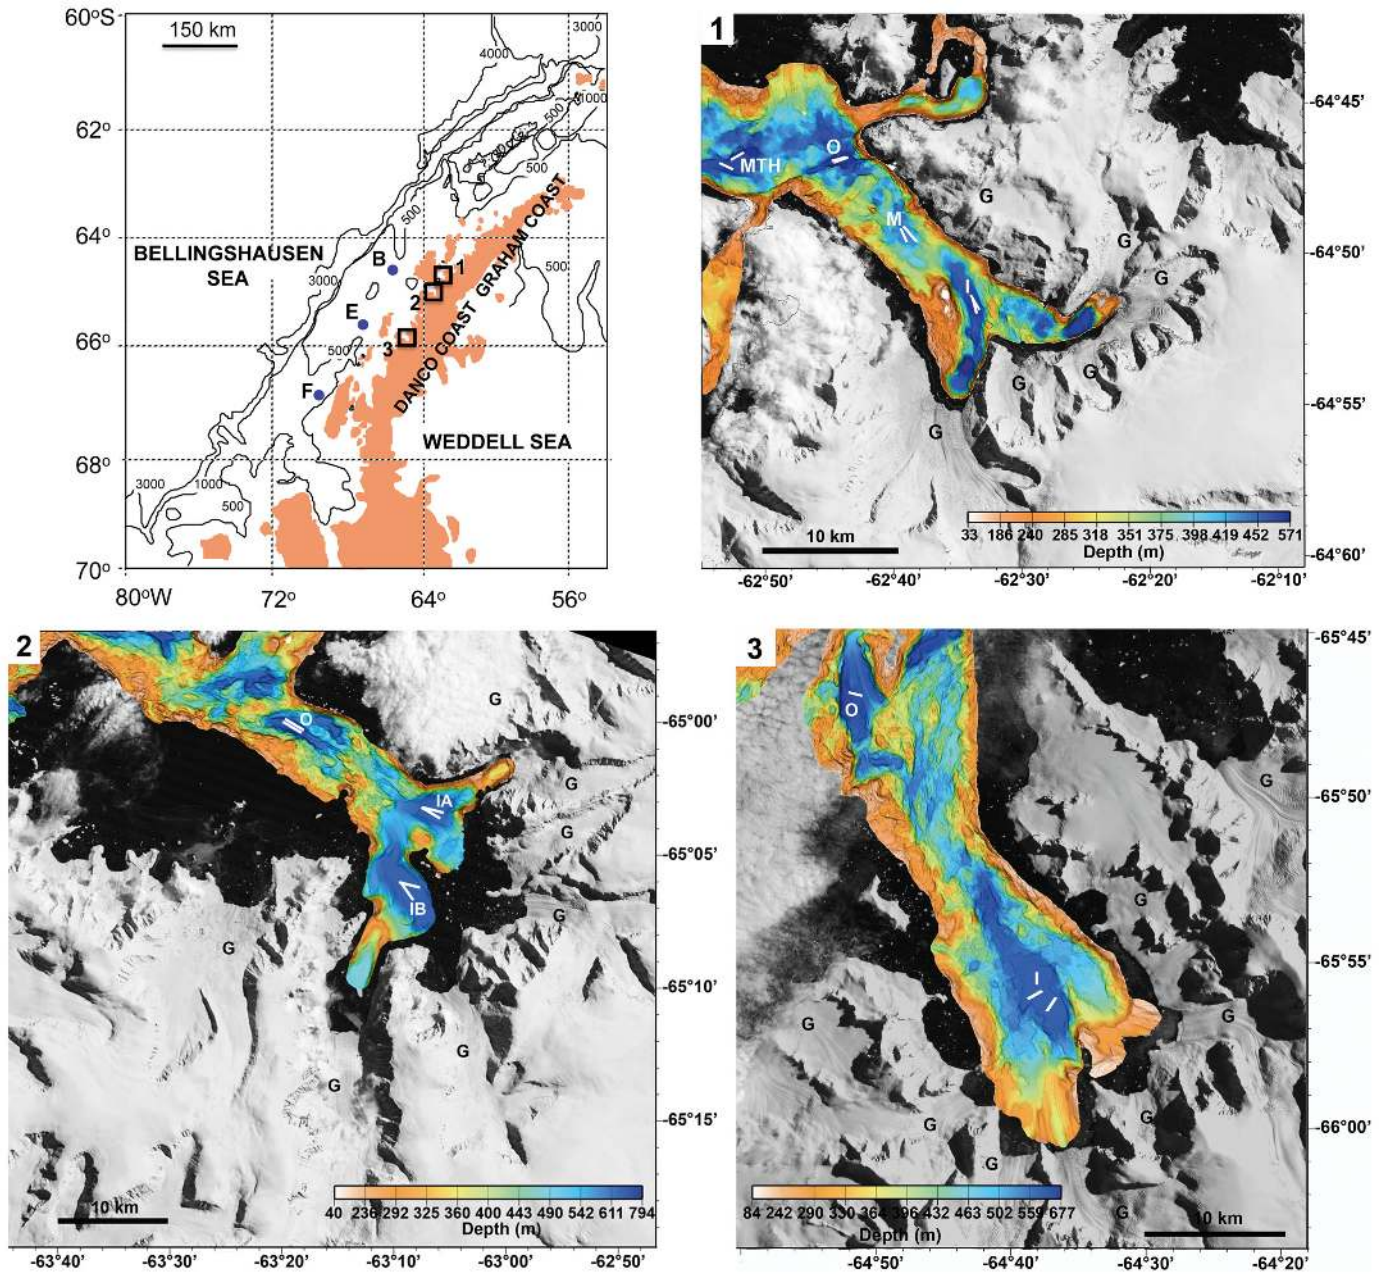 60°S
150 km
3000
4000
1000
500
62°
500
500
64°
BELLINGSHAUSEN
SEA
B
1
500
3000
2
E
GRAHAM COAST
66°
500
3
DANCO COAST
F
WEDDELL SEA
68°
3000
1000
500
70°
80°W
72°
64°
56°
1
-64°45'
O
MTH
G
M
-64°50'
G
G
I
G
G
-64°55'
G
33 186 240 285 318 351 375 398 419 452 571
10 km
Depth (m)
-64°60'
-62°50'
-62°40'
-62°30'
-62°20'
-62°10'
2
G
O
-65°00'
G
IA
G
-65°05'
IB
G
G
-65°10'
G
G
-65°15'
40 236 292 325 360 400 443 490 542 611 794
10 km
Depth (m)
-63°40'
-63°30'
-63°20'
-63°10'
-63°00'
-62°50'
3
-65°45'
O
G
-65°50'
G
-65°55'
I
G
G
G
G
-66°00'
G
84 242 290 330 364 396 432 463 502 559 677
G
10 km
Depth (m)
-64°50'
-64°40'
-64°30'
-64°20'